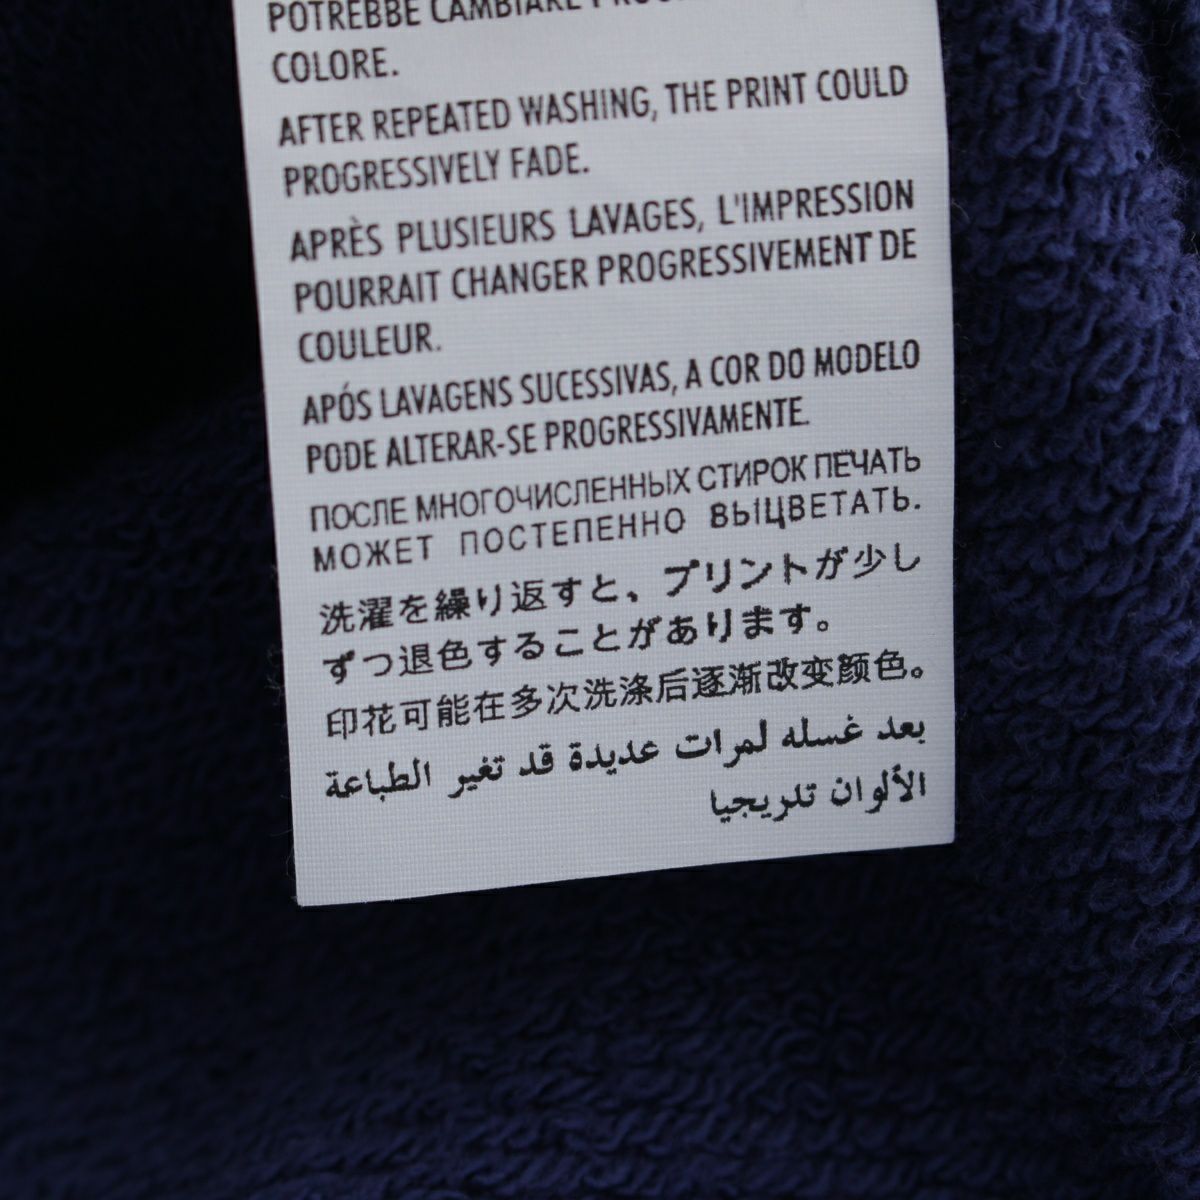 POTREBBE CAMBIARE
COLORE.
AFTER REPEATED WASHING, THE PRINT COULD
PROGRESSIVELY FADE.
APRÈS PLUSIEURS LAVAGES, L'IMPRESSION
POURRAIT CHANGER PROGRESSIVEMENT DE
COULEUR.
APÓS LAVAGENS SUCESSIVAS, A COR DO MODELO
PODE ALTERAR-SE PROGRESSIVAMENTE.
ПОСЛЕ МНОГОЧИСЛЕННЫХ СТИРОК ПЕЧАТЬ
МОЖЕТ ПОСТЕПЕННО ВЫЦВЕТАТЬ.
洗濯を繰り返すと、プリントが少し
ずつ退色することがあります。
印花可能在多次洗涤后逐渐改变颜色。
بعد غسله لمرات عديدة قد تغير الطباعة
الألوان تدريجيا